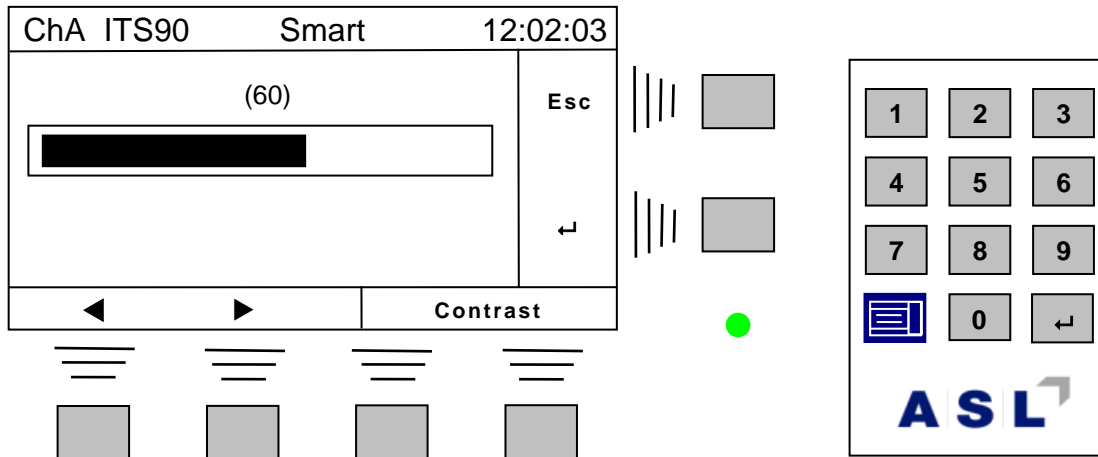 ChA ITS90 Smart 12:02:03
(60)
Esc
↵
◀ ▶ Contrast
1 2 3
4 5 6
7 8 9
0 ↵
ASL